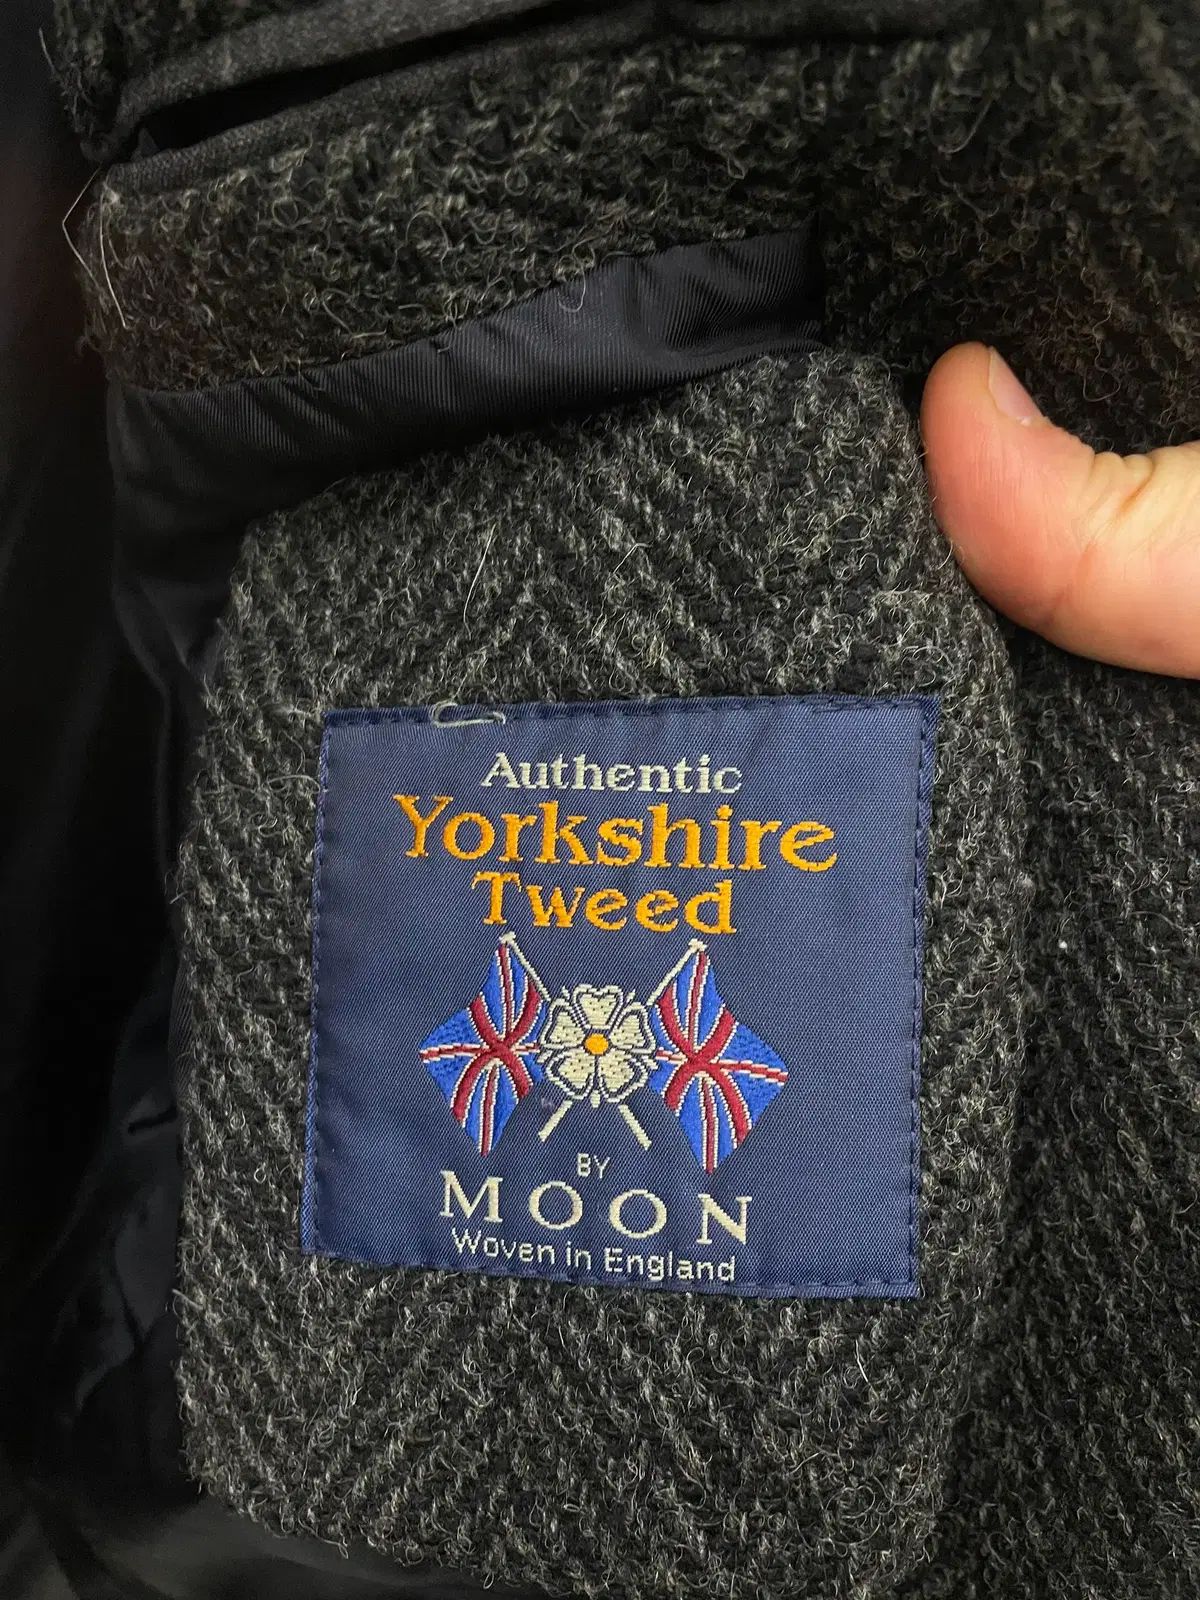 Authentic
Yorkshire
Tweed
BY
MOON
Woven in England